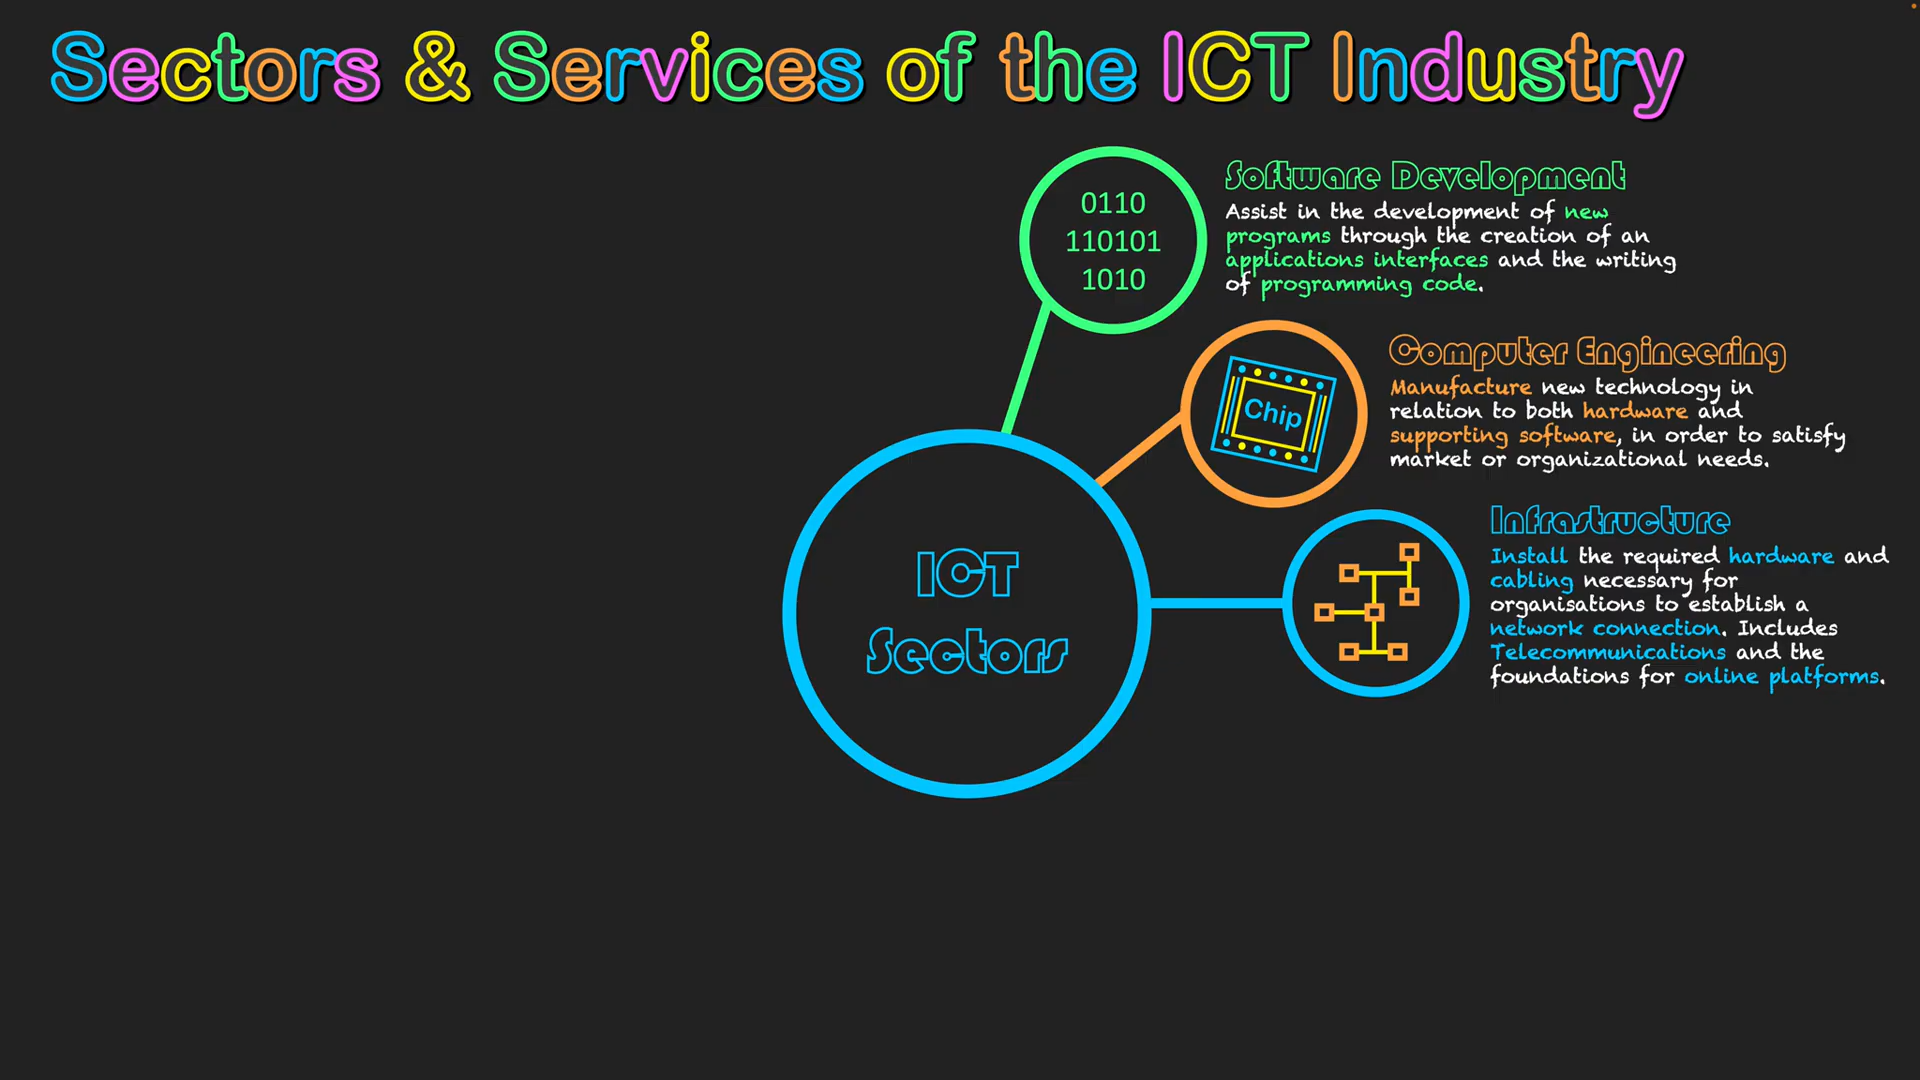 Sectors & Services of the ICT Industry
0110
110101
1010
Software Development
Assist in the development of new
programs through the creation of an
applications interfaces and the writing
of programming code.
Chip
Computer Engineering
Manufacture new technology in
relation to both hardware and
supporting software, in order to satisfy
market or organizational needs.
ICT
Sectors
Infrastructure
Install the required hardware and
cabling necessary for
organisations to establish a
network connection. Includes
Telecommunications and the
foundations for online platforms.